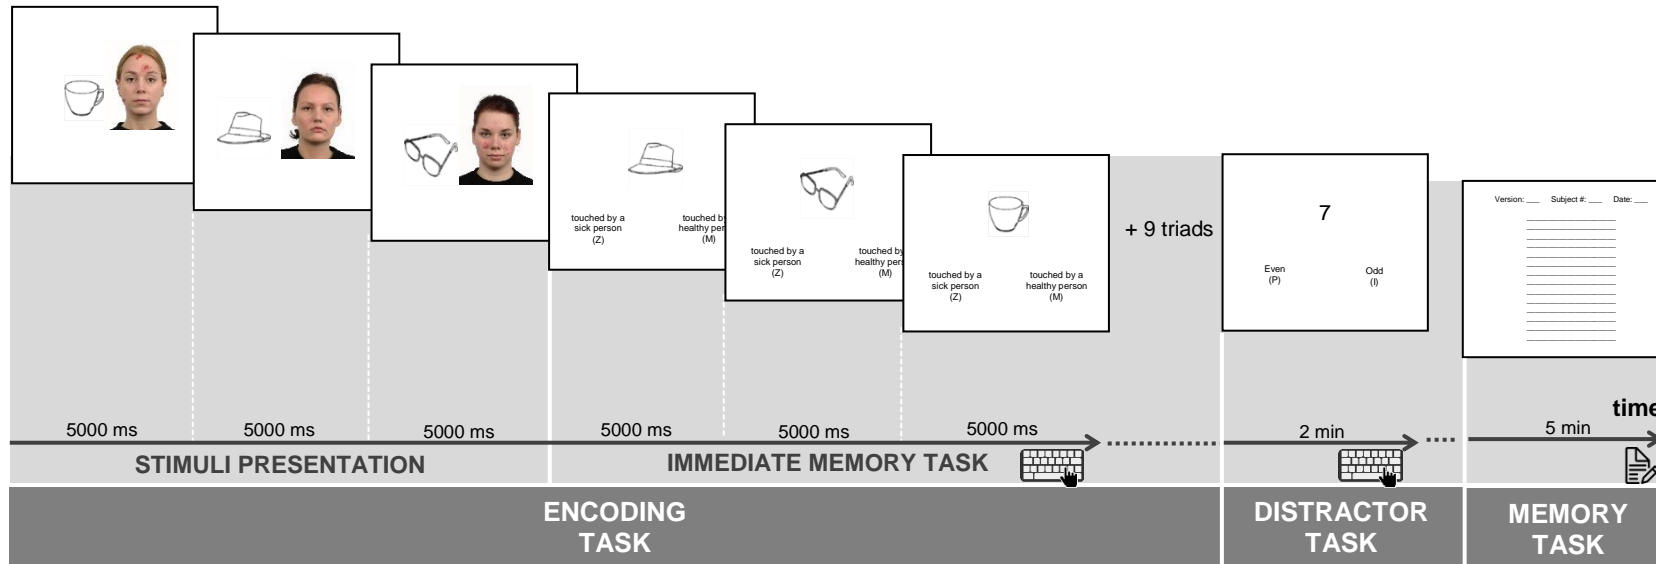 touched by a
sick person
(Z)
touched by
healthy per
(M)
touched by a
sick person
(Z)
touched by
healthy pers
(M)
touched by a
sick person
(Z)
touched by a
healthy person
(M)
+ 9 triads
7
Even
(P)
Odd
(I)
Version: ___ Subject #: ___ Date: ___
time
5000 ms
5000 ms
5000 ms
5000 ms
5000 ms
5000 ms
2 min
5 min
STIMULI PRESENTATION
IMMEDIATE MEMORY TASK
ENCODING
TASK
DISTRACTOR
TASK
MEMORY
TASK